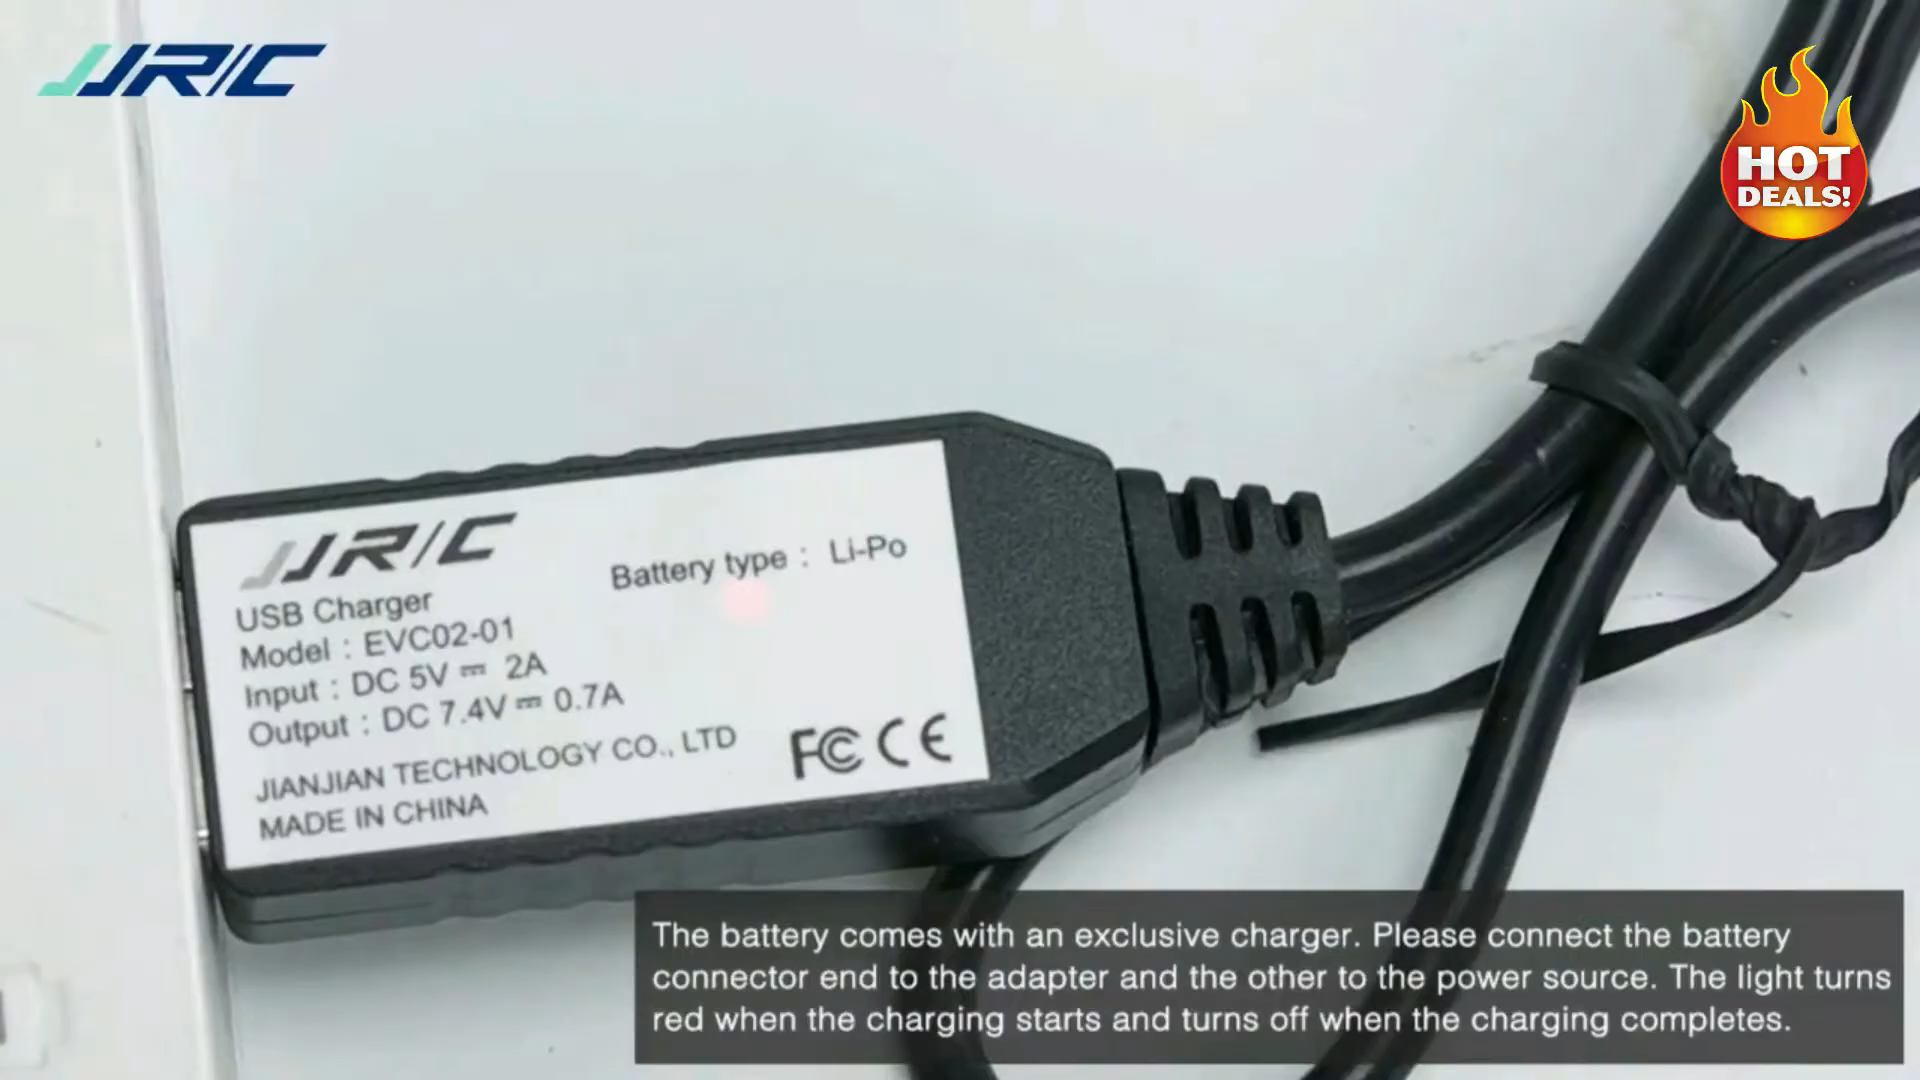 JJR/C
HOT
DEALS!
JJR/C
USB Charger
Battery type : Li-Po
Model : EVC02-01
Input : DC 5V ⎓ 2A
Output : DC 7.4V ⎓ 0.7A
JIANJIAN TECHNOLOGY CO., LTD
MADE IN CHINA
FC CE
The battery comes with an exclusive charger. Please connect the battery
connector end to the adapter and the other to the power source. The light turns
red when the charging starts and turns off when the charging completes.